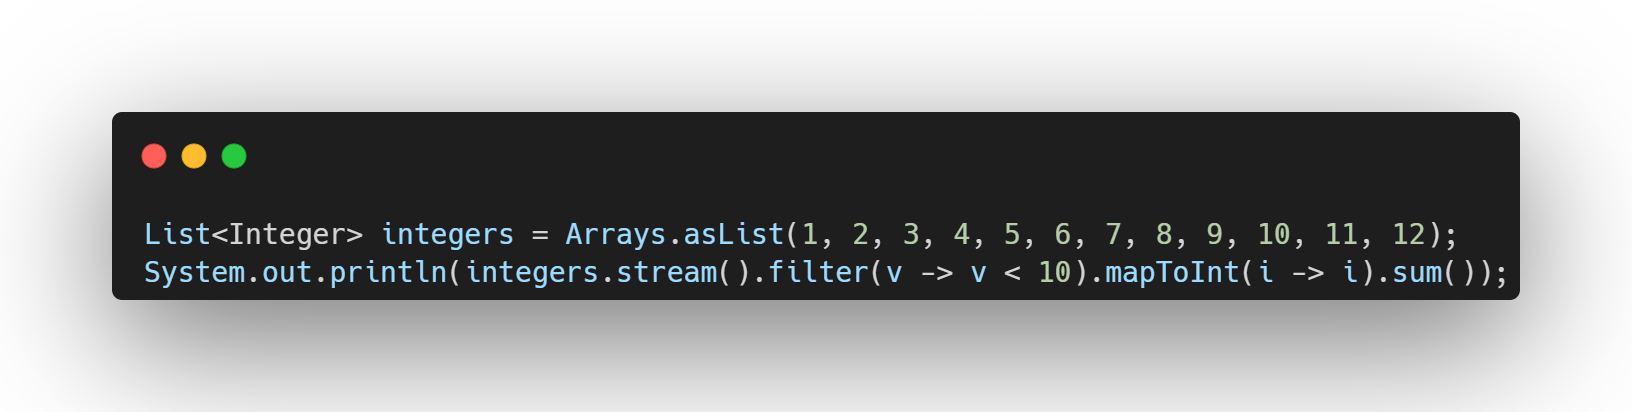 List<Integer> integers = Arrays.asList(1, 2, 3, 4, 5, 6, 7, 8, 9, 10, 11, 12);
System.out.println(integers.stream().filter(v -> v < 10).mapToInt(i -> i).sum());